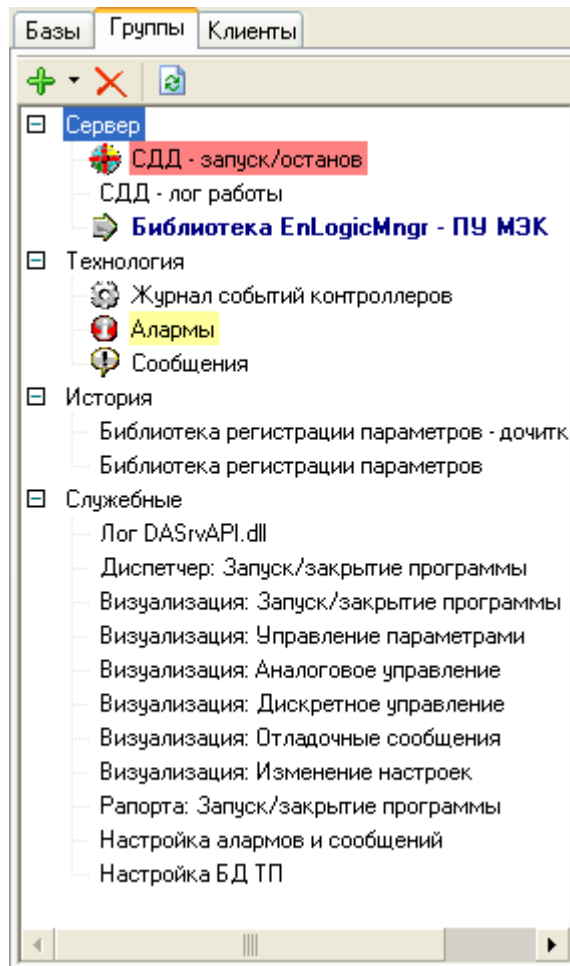 Базы Группы Клиенты
Сервер
СДД - запуск/останов
СДД - лог работы
Библиотека EnLogicMngr - ПУ МЭК
Технология
Журнал событий контроллеров
Алармы
Сообщения
История
Библиотека регистрации параметров - дочитк
Библиотека регистрации параметров
Служебные
Лог DASrvAPI.dll
Диспетчер: Запуск/закрытие программы
Визуализация: Запуск/закрытие программы
Визуализация: Управление параметрами
Визуализация: Аналоговое управление
Визуализация: Дискретное управление
Визуализация: Отладочные сообщения
Визуализация: Изменение настроек
Рапорта: Запуск/закрытие программы
Настройка алармов и сообщений
Настройка БД ТП